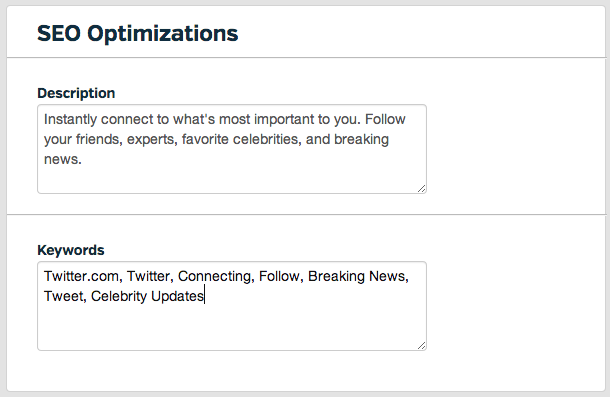 SEO Optimizations
Description
Instantly connect to what's most important to you. Follow
your friends, experts, favorite celebrities, and breaking
news.
Keywords
Twitter.com, Twitter, Connecting, Follow, Breaking News,
Tweet, Celebrity Updates